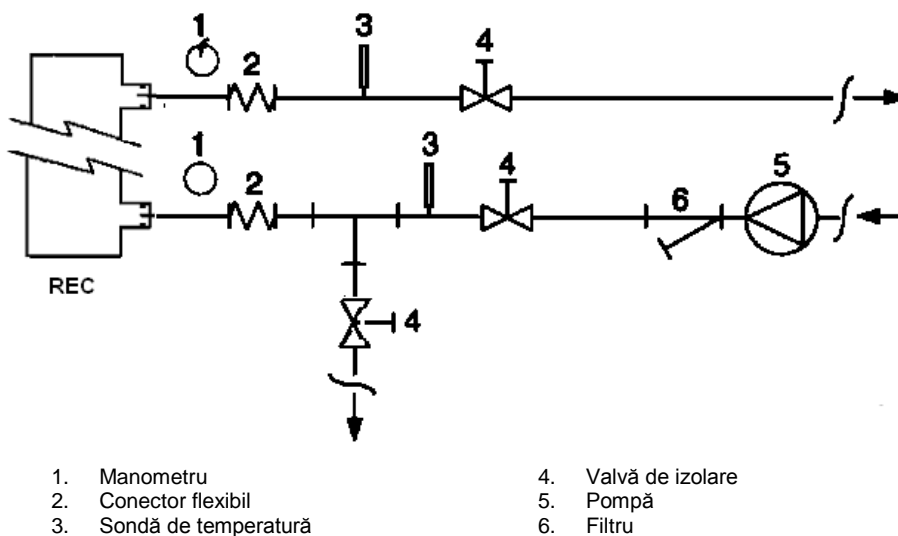 1
2
3
4
1
2
3
4
6
5
REC
4
1. Manometru
2. Conector flexibil
3. Sondă de temperatură
4. Valvă de izolare
5. Pompă
6. Filtru